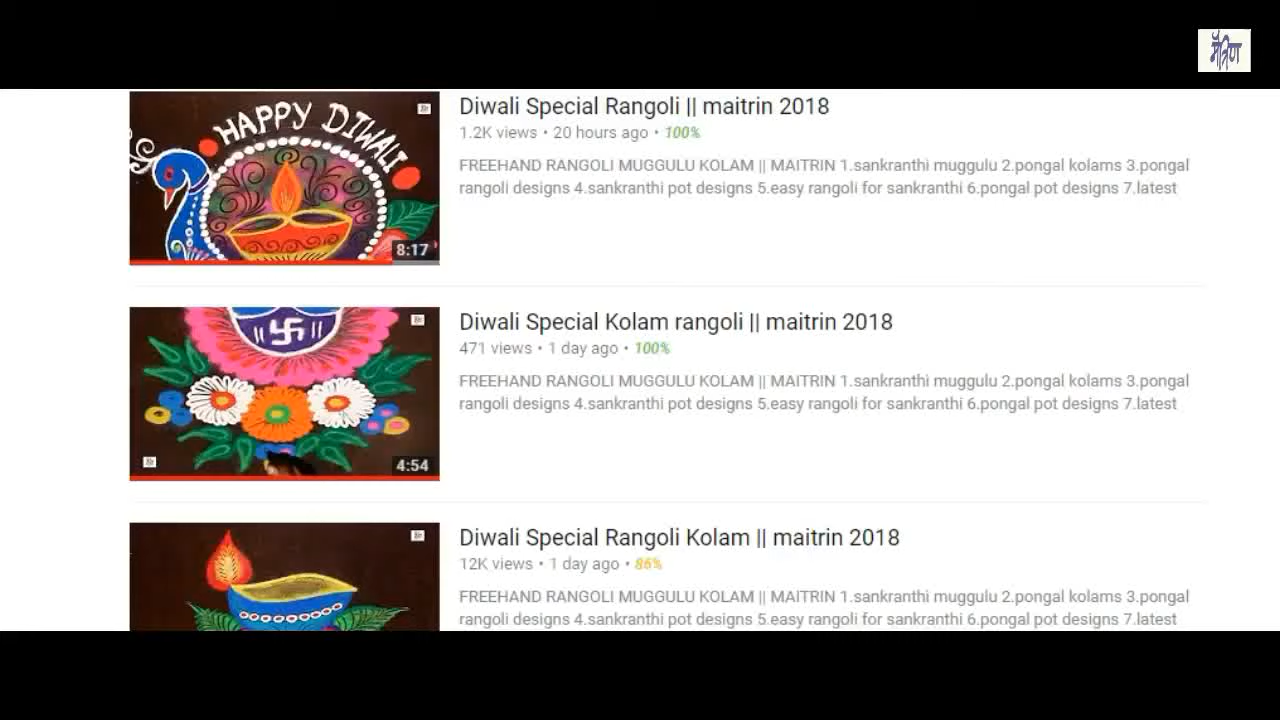 मैत्रिण
HAPPY DIWALI
8:17
Diwali Special Rangoli || maitrin 2018
1.2K views • 20 hours ago • 100%
FREEHAND RANGOLI MUGGULU KOLAM || MAITRIN 1.sankranthi muggulu 2.pongal kolams 3.pongal
rangoli designs 4.sankranthi pot designs 5.easy rangoli for sankranthi 6.pongal pot designs 7.latest
4:54
Diwali Special Kolam rangoli || maitrin 2018
471 views • 1 day ago • 100%
FREEHAND RANGOLI MUGGULU KOLAM || MAITRIN 1.sankranthi muggulu 2.pongal kolams 3.pongal
rangoli designs 4.sankranthi pot designs 5.easy rangoli for sankranthi 6.pongal pot designs 7.latest
Diwali Special Rangoli Kolam || maitrin 2018
12K views • 1 day ago • 86%
FREEHAND RANGOLI MUGGULU KOLAM || MAITRIN 1.sankranthi muggulu 2.pongal kolams 3.pongal
rangoli designs 4.sankranthi pot designs 5.easy rangoli for sankranthi 6.pongal pot designs 7.latest